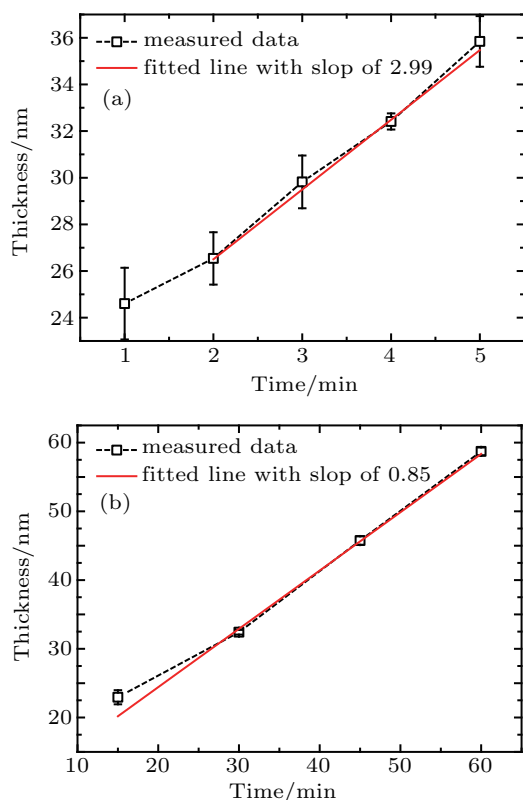 36
measured data
34
fitted line with slop of 2.99
(a)
32
Thickness/nm
30
28
26
24
1 2 3 4 5
Time/min
60
measured data
fitted line with slop of 0.85
50
(b)
Thickness/nm
40
30
20
10 20 30 40 50 60
Time/min